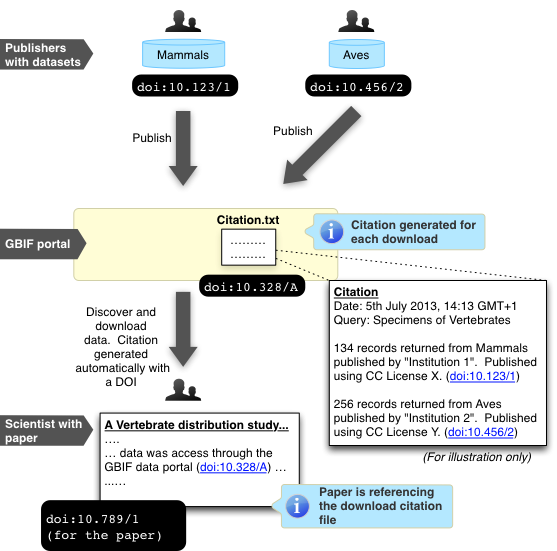 Publishers
with datasets
Mammals
Aves
doi:10.123/1
doi:10.456/2
Publish
Publish
GBIF portal
Citation.txt
.........
.........
Citation generated for
each download
doi:10.328/A
Discover and
download
data. Citation
generated
automatically with
a DOI
Citation
Date: 5th July 2013, 14:13 GMT+1
Query: Specimens of Vertebrates
134 records returned from Mammals
published by "Institution 1". Published
using CC License X. (doi:10.123/1)
256 records returned from Aves
published by "Institution 2". Published
using CC License Y. (doi:10.456/2)
(For illustration only)
Scientist with
paper
A Vertebrate distribution study...
....
... data was access through the
GBIF data portal (doi:10.328/A) ...
...…
Paper is referencing
the download citation
file
doi:10.789/1
(for the paper)